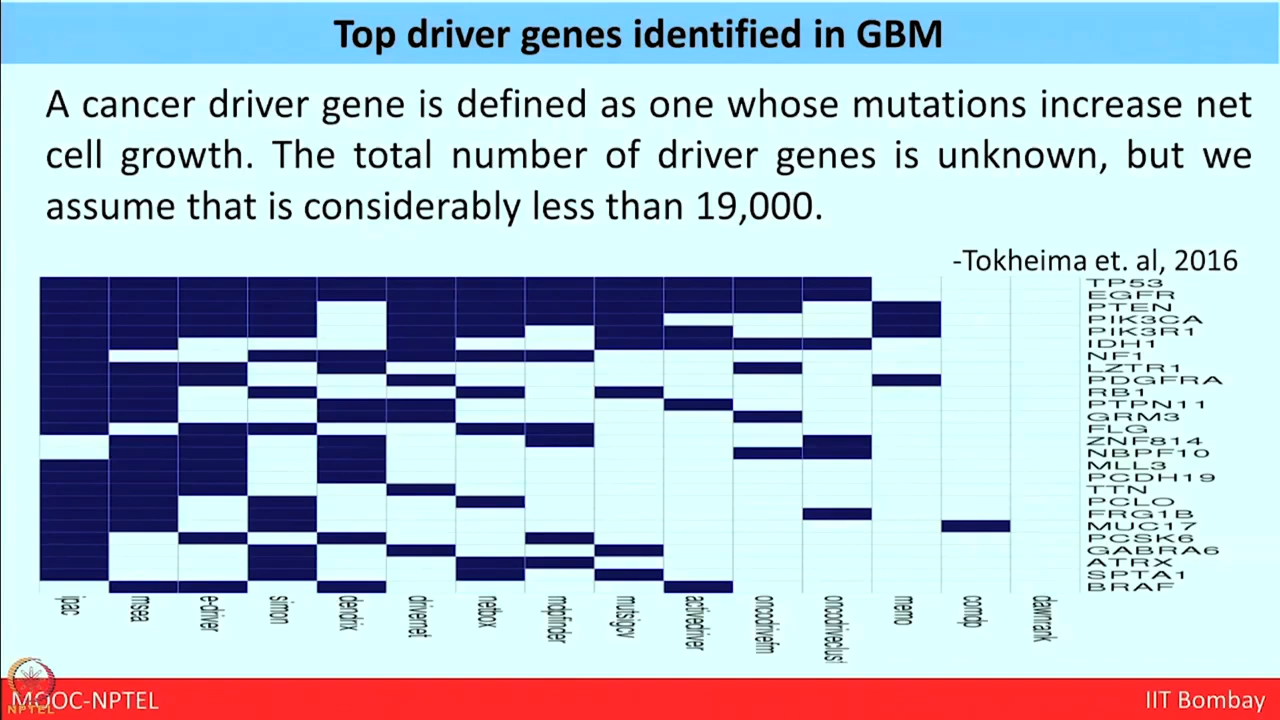 Top driver genes identified in GBM
A cancer driver gene is defined as one whose mutations increase net
cell growth. The total number of driver genes is unknown, but we
assume that is considerably less than 19,000.
-Tokheima et. al, 2016
TP53
EGFR
PTEN
PIK3CA
PIK3R1
IDH1
NF1
LZTR1
PDGFRA
RB1
PTPN11
GRM3
FLG
ZNF814
NBPF10
MLL3
PCDH19
TTN
PCLO
FRG1B
MUC17
PCSK6
GABRA6
ATRX
SPTA1
BRAF
ipac
msea
e-driver
simon
dendrix
drivernet
netbox
mdpfinder
mutsigcv
activedriver
oncodrivefm
oncodriveclust
memo
comdp
dawnrank
NPTEL
MOOC-NPTEL
IIT Bombay